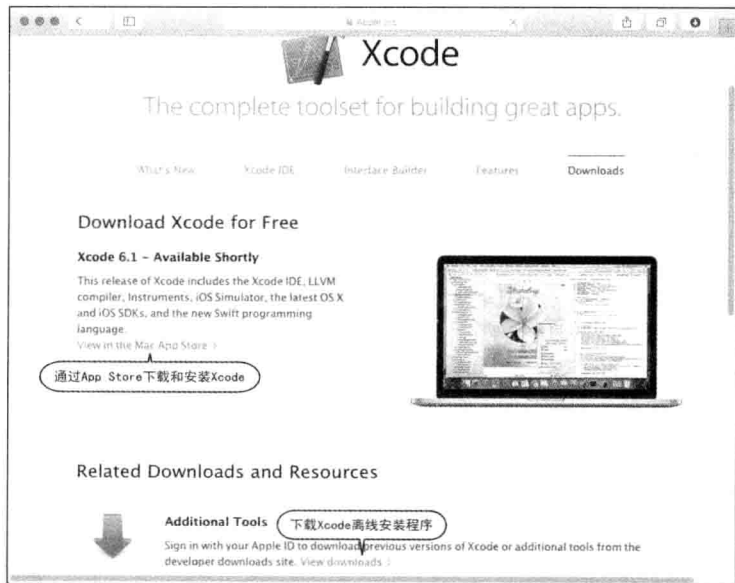 Apple Inc.
Xcode
The complete toolset for building great apps.
What's New Xcode IDE Interface Builder Features Downloads
Download Xcode for Free
Xcode 6.1 – Available Shortly
This release of Xcode includes the Xcode IDE, LLVM
compiler, Instruments, iOS Simulator, the latest OS X
and iOS SDKs, and the new Swift programming
language.
View in the Mac App Store ›
通过App Store下载和安装Xcode
Related Downloads and Resources
Additional Tools
下载Xcode离线安装程序
Sign in with your Apple ID to download previous versions of Xcode or additional tools from the
developer downloads site. View downloads ›